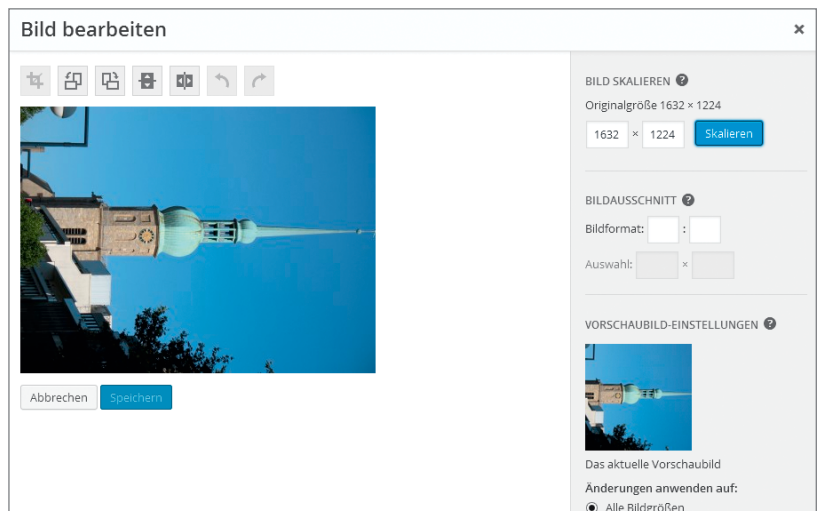 Bild bearbeiten ×
BILD SKALIEREN ?
Originalgröße 1632 × 1224
1632 × 1224 Skalieren
BILDAUSSCHNITT ?
Bildformat: :
Auswahl: ×
VORSCHAUBILD-EINSTELLUNGEN ?
Abbrechen Speichern
Das aktuelle Vorschaubild
Änderungen anwenden auf:
Alle Bildgrößen